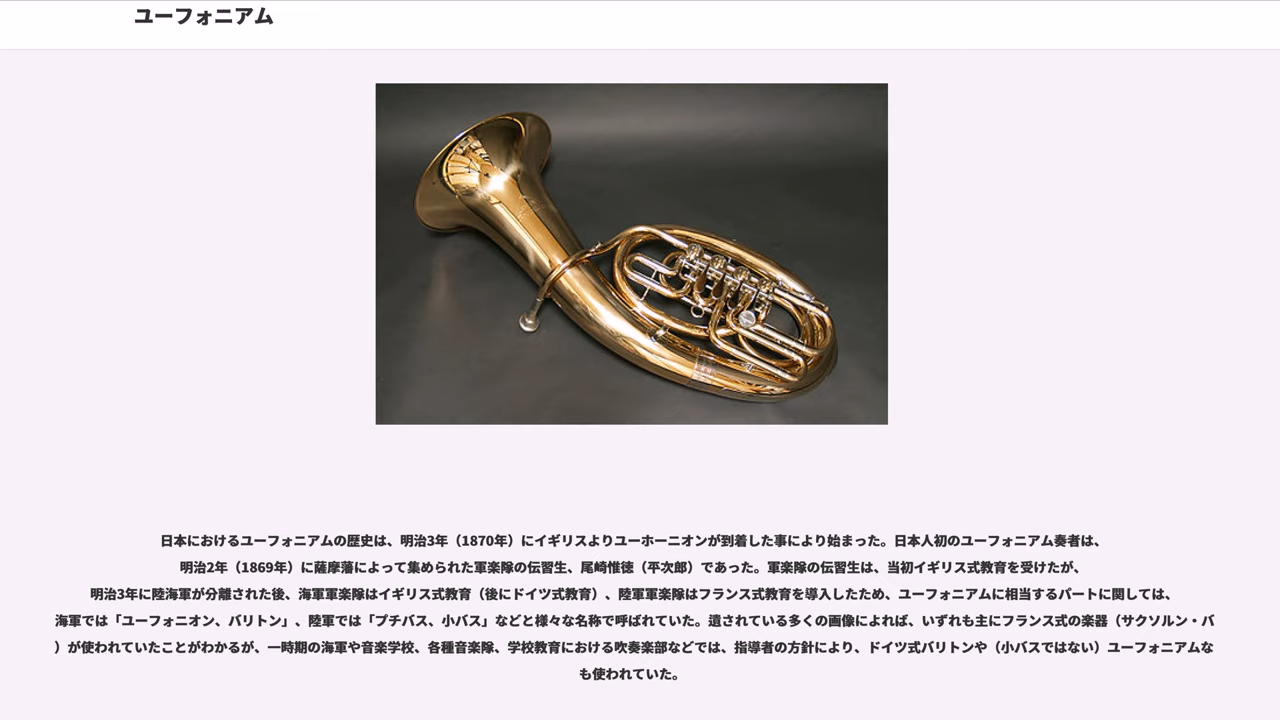 ユーフォニアム
日本におけるユーフォニアムの歴史は、明治3年（1870年）にイギリスよりユーホーニオンが到着した事により始まった。日本人初のユーフォニアム奏者は、
明治2年（1869年）に薩摩藩によって集められた軍楽隊の伝習生、尾崎惟徳（平次郎）であった。軍楽隊の伝習生は、当初イギリス式教育を受けたが、
明治3年に陸海軍が分離された後、海軍軍楽隊はイギリス式教育（後にドイツ式教育）、陸軍軍楽隊はフランス式教育を導入したため、ユーフォニアムに相当するパートに関しては、
海軍では「ユーフォニオン、バリトン」、陸軍では「プチバス、小バス」などと様々な名称で呼ばれていた。遺されている多くの画像によれば、いずれも主にフランス式の楽器（サクソルン・バ
）が使われていたことがわかるが、一時期の海軍や音楽学校、各種音楽隊、学校教育における吹奏楽部などでは、指導者の方針により、ドイツ式バリトンや（小バスではない）ユーフォニアムな
も使われていた。